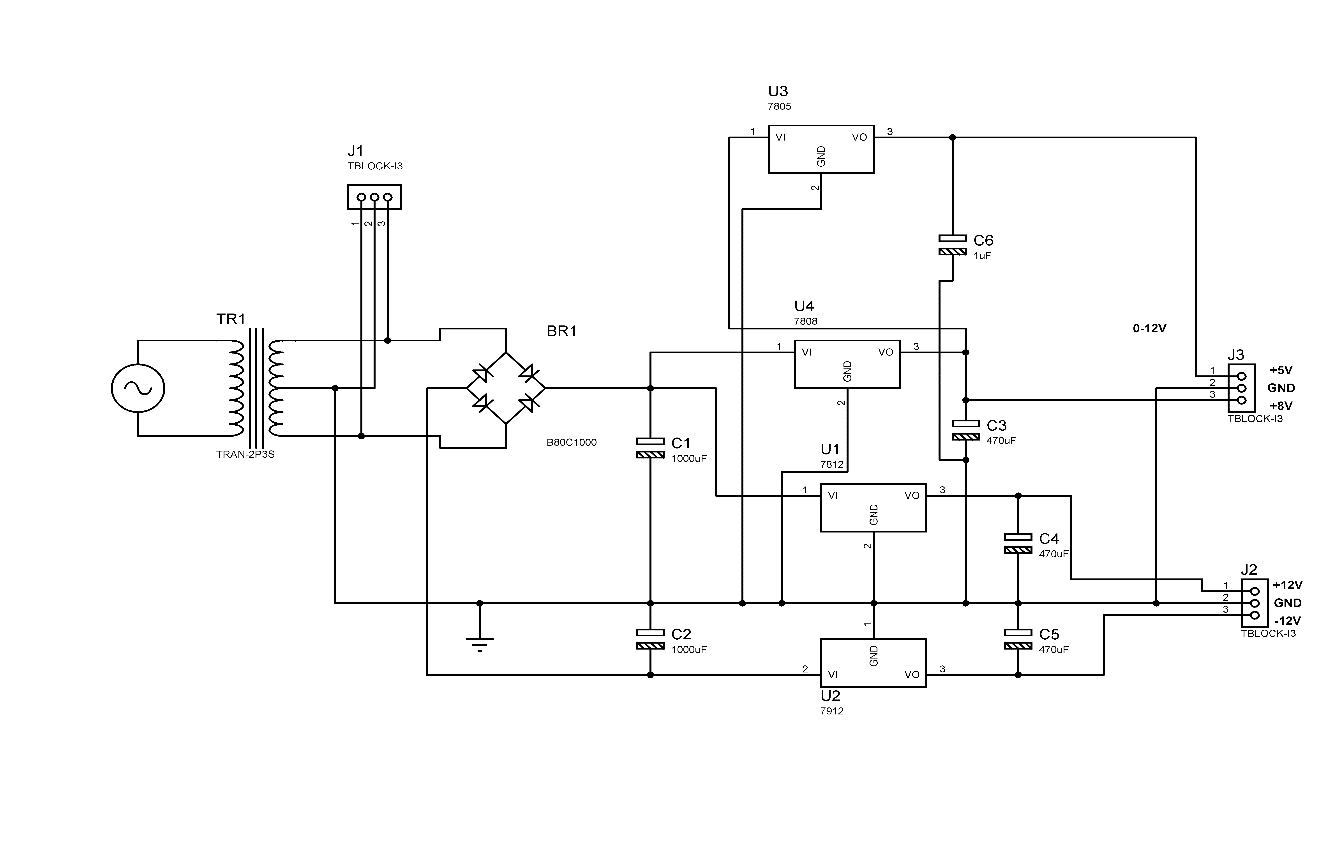 U3
7805
1 VI VO 3
GND
2
J1
TBLOCK-I3
1 2 3
C6
1uF
TR1
TRAN-2P3S
BR1
B80C1000
U4
7808
1 VI VO 3
GND
2
0-12V
J3
1 +5V
2 GND
3 +8V
TBLOCK-I3
C1
1000uF
C3
470uF
U1
7812
1 VI VO 3
GND
2
C4
470uF
J2
1 +12V
2 GND
3 -12V
TBLOCK-I3
C2
1000uF
1
GND
2 VI VO 3
U2
7912
C5
470uF